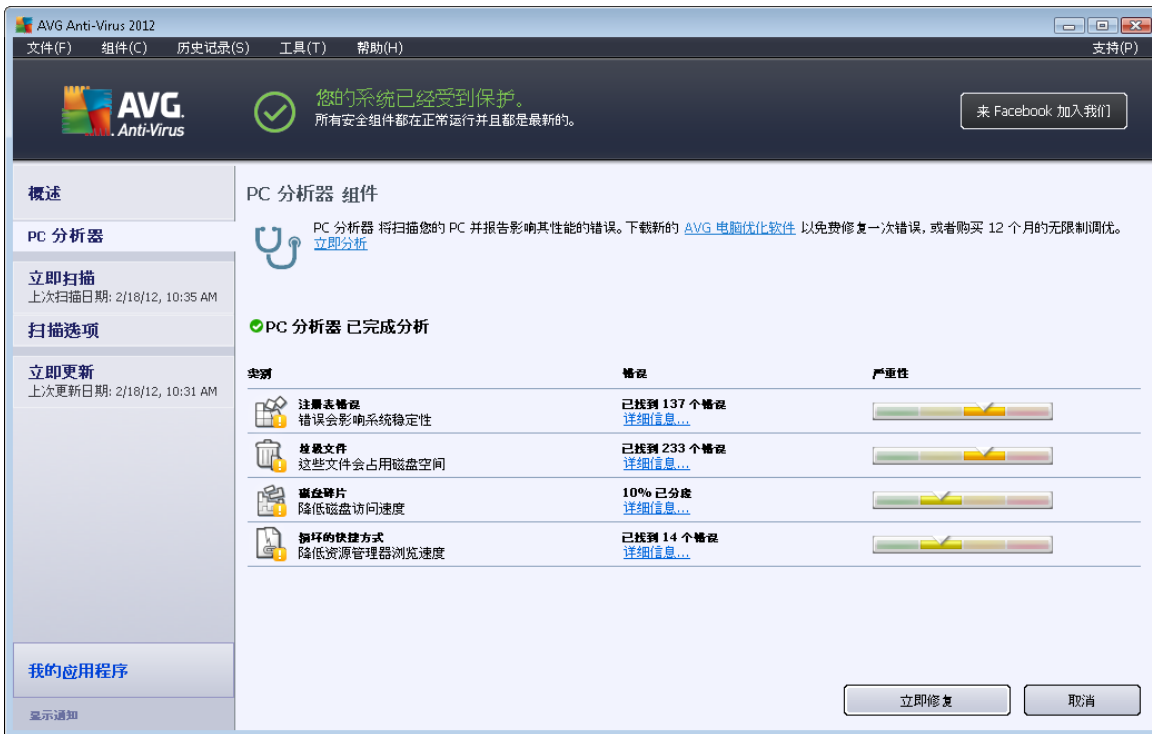 AVG Anti-Virus 2012
文件(F) 组件(C) 历史记录(S) 工具(T) 帮助(H) 支持(P)
AVG.
Anti-Virus
您的系统已经受到保护。
所有安全组件都在正常运行并且都是最新的。
来 Facebook 加入我们
概述
PC 分析器
立即扫描
上次扫描日期: 2/18/12, 10:35 AM
扫描选项
立即更新
上次更新日期: 2/18/12, 10:31 AM
我的应用程序
显示通知
PC 分析器 组件
PC 分析器 将扫描您的 PC 并报告影响其性能的错误。下载新的 AVG 电脑优化软件 以免费修复一次错误, 或者购买 12 个月的无限制调优。
立即分析
PC 分析器 已完成分析
类别 错误 严重性
注册表错误 已找到 137 个错误
错误会影响系统稳定性 详细信息...
垃圾文件 已找到 233 个错误
这些文件会占用磁盘空间 详细信息...
磁盘碎片 10% 已分段
降低磁盘访问速度 详细信息...
损坏的快捷方式 已找到 14 个错误
降低资源管理器浏览速度 详细信息...
立即修复 取消